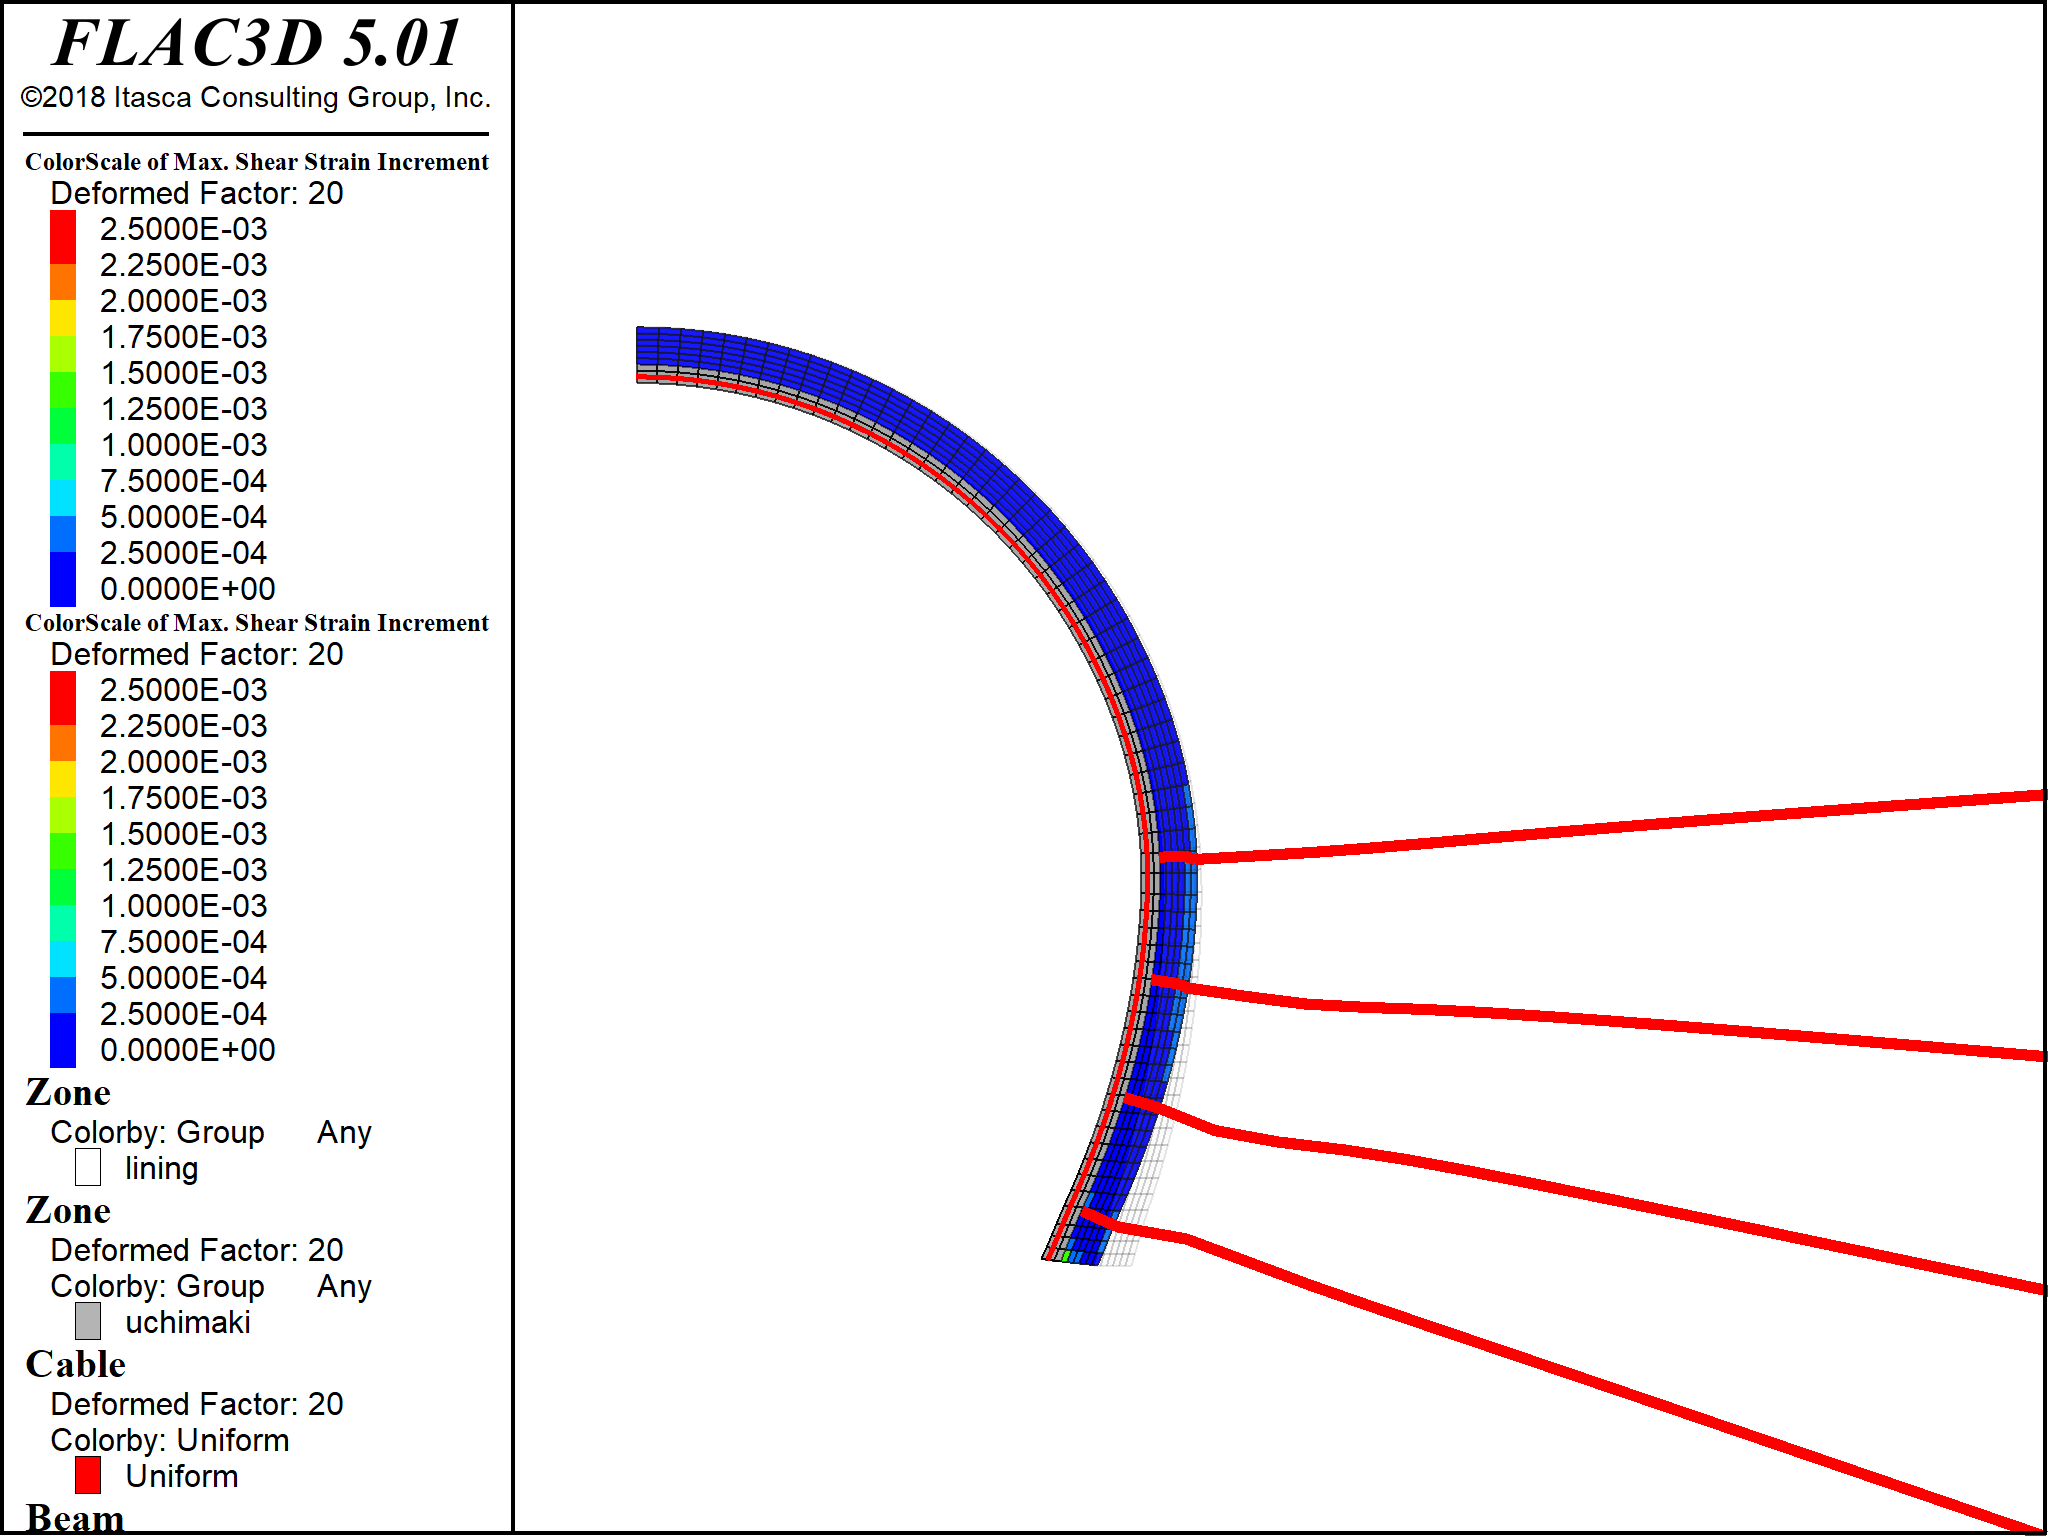 FLAC3D 5.01
©2018 Itasca Consulting Group, Inc.
ColorScale of Max. Shear Strain Increment
Deformed Factor: 20
2.5000E-03
2.2500E-03
2.0000E-03
1.7500E-03
1.5000E-03
1.2500E-03
1.0000E-03
7.5000E-04
5.0000E-04
2.5000E-04
0.0000E+00
ColorScale of Max. Shear Strain Increment
Deformed Factor: 20
2.5000E-03
2.2500E-03
2.0000E-03
1.7500E-03
1.5000E-03
1.2500E-03
1.0000E-03
7.5000E-04
5.0000E-04
2.5000E-04
0.0000E+00
Zone
Colorby: Group Any
lining
Zone
Deformed Factor: 20
Colorby: Group Any
uchimaki
Cable
Deformed Factor: 20
Colorby: Uniform
Uniform
Beam